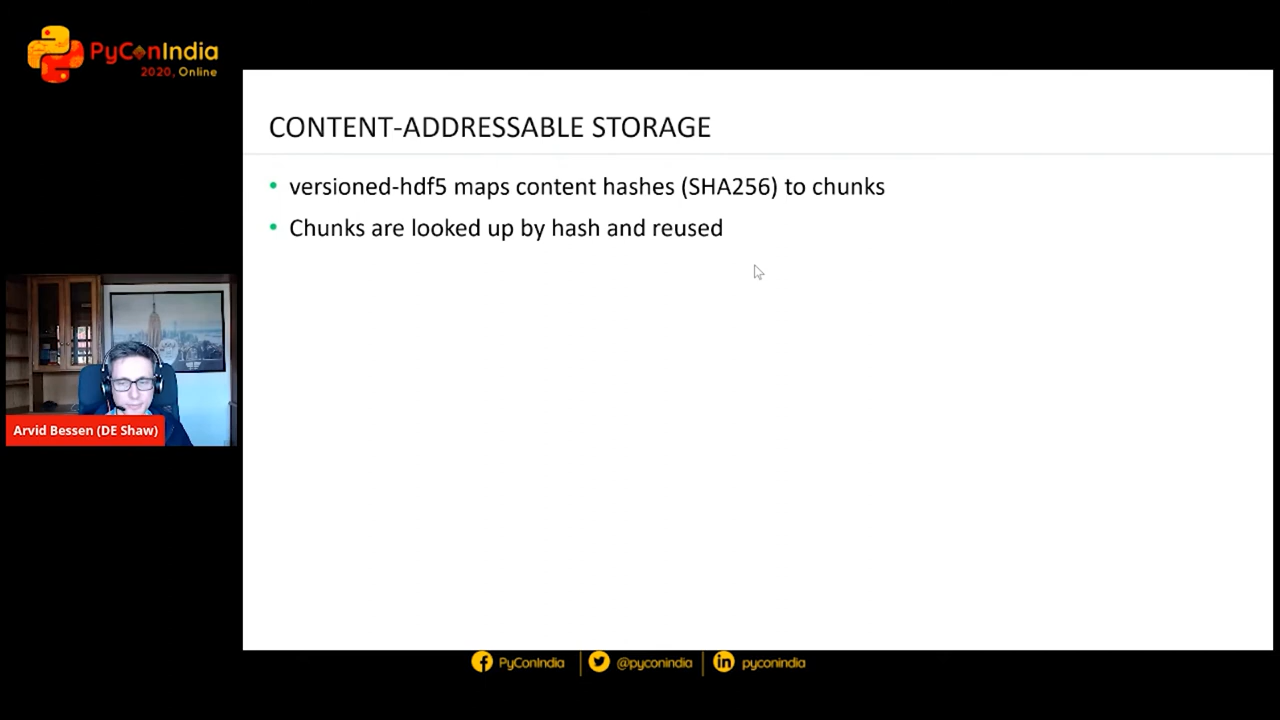 PyConIndia
2020, Online
CONTENT-ADDRESSABLE STORAGE
• versioned-hdf5 maps content hashes (SHA256) to chunks
• Chunks are looked up by hash and reused
Arvid Bessen (DE Shaw)
PyConIndia
@pyconindia
pyconindia